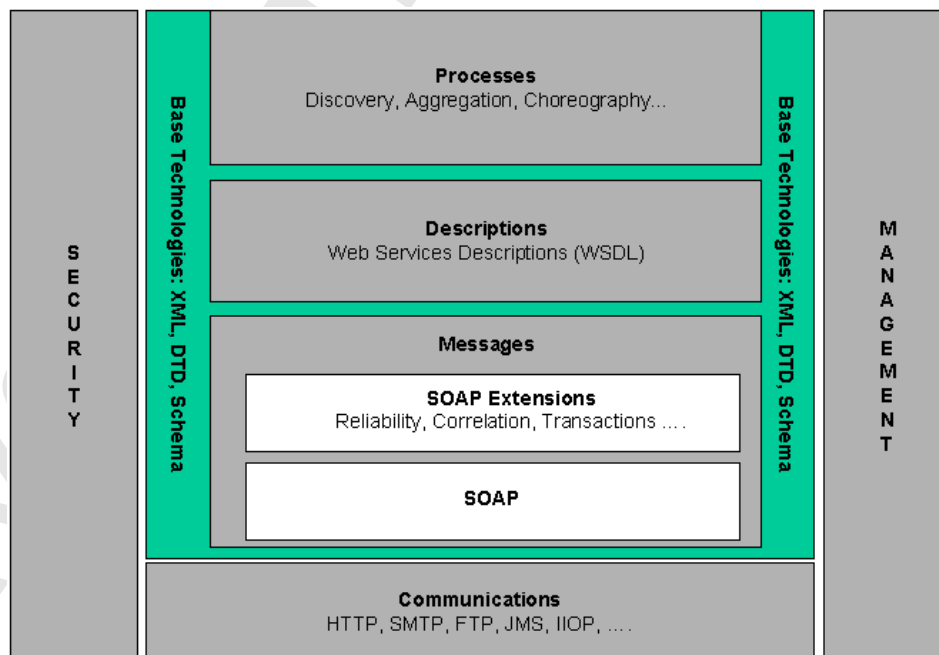 SECURITY
Base Technologies: XML, DTD, Schema
Processes
Discovery, Aggregation, Choreography...
Descriptions
Web Services Descriptions (WSDL)
Messages
SOAP Extensions
Reliability, Correlation, Transactions ....
SOAP
Base Technologies: XML, DTD, Schema
MANAGEMENT
Communications
HTTP, SMTP, FTP, JMS, IIOP, ....